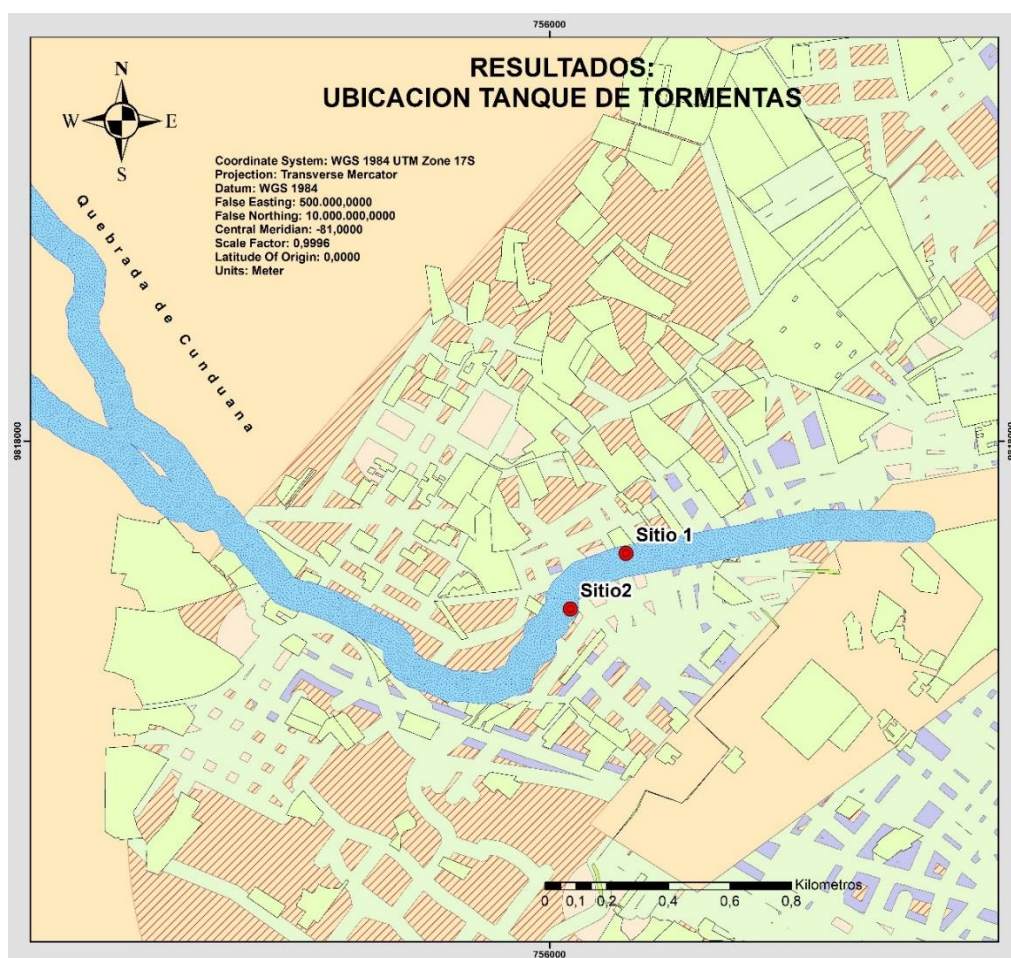 756000
RESULTADOS:
UBICACION TANQUE DE TORMENTAS
N
W E
S
Coordinate System: WGS 1984 UTM Zone 17S
Projection: Transverse Mercator
Datum: WGS 1984
False Easting: 500.000,0000
False Northing: 10.000.000,0000
Central Meridian: -81,0000
Scale Factor: 0,9996
Latitude Of Origin: 0,0000
Units: Meter
Quebrada de Cunduana
9818000
9818000
Sitio 1
Sitio2
Kilometros
0 0,1 0,2 0,4 0,6 0,8
756000